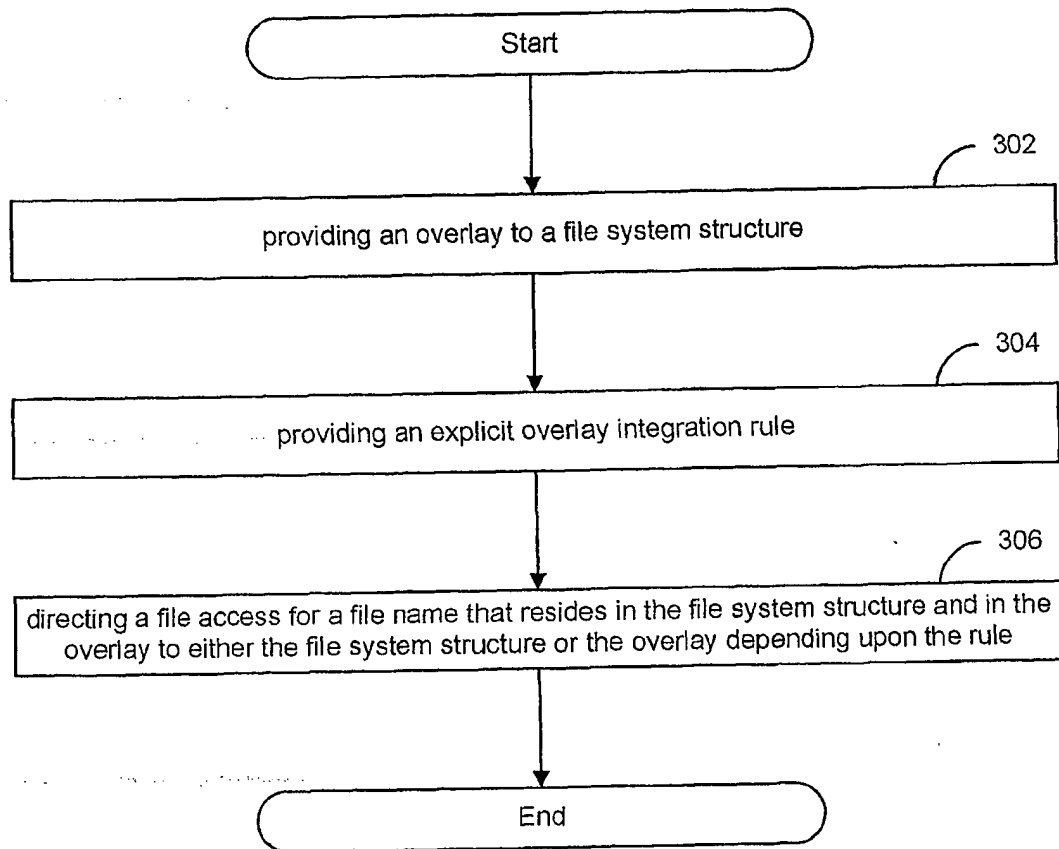 Start
302
providing an overlay to a file system structure
304
providing an explicit overlay integration rule
306
directing a file access for a file name that resides in the file system structure and in the
overlay to either the file system structure or the overlay depending upon the rule
End